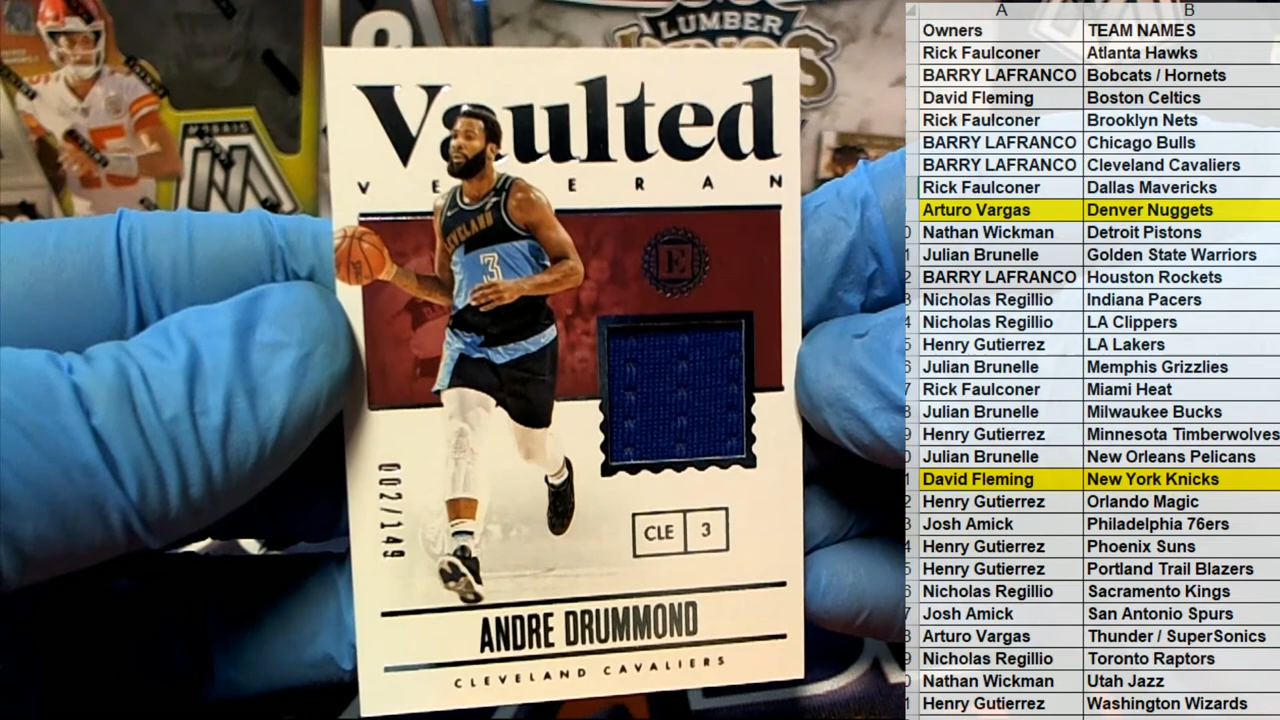 LUMBER
Vaulted
VETERAN
CLEVELAND
3
E
002/149
CLE 3
ANDRE DRUMMOND
CLEVELAND CAVALIERS
MOSAIC
A B
Owners TEAM NAMES
Rick Faulconer Atlanta Hawks
BARRY LAFRANCO Bobcats / Hornets
David Fleming Boston Celtics
Rick Faulconer Brooklyn Nets
BARRY LAFRANCO Chicago Bulls
BARRY LAFRANCO Cleveland Cavaliers
Rick Faulconer Dallas Mavericks
Arturo Vargas Denver Nuggets
Nathan Wickman Detroit Pistons
Julian Brunelle Golden State Warriors
BARRY LAFRANCO Houston Rockets
Nicholas Regillio Indiana Pacers
Nicholas Regillio LA Clippers
Henry Gutierrez LA Lakers
Julian Brunelle Memphis Grizzlies
Rick Faulconer Miami Heat
Julian Brunelle Milwaukee Bucks
Henry Gutierrez Minnesota Timberwolves
Julian Brunelle New Orleans Pelicans
David Fleming New York Knicks
Henry Gutierrez Orlando Magic
Josh Amick Philadelphia 76ers
Henry Gutierrez Phoenix Suns
Henry Gutierrez Portland Trail Blazers
Nicholas Regillio Sacramento Kings
Josh Amick San Antonio Spurs
Arturo Vargas Thunder / SuperSonics
Nicholas Regillio Toronto Raptors
Nathan Wickman Utah Jazz
Henry Gutierrez Washington Wizards